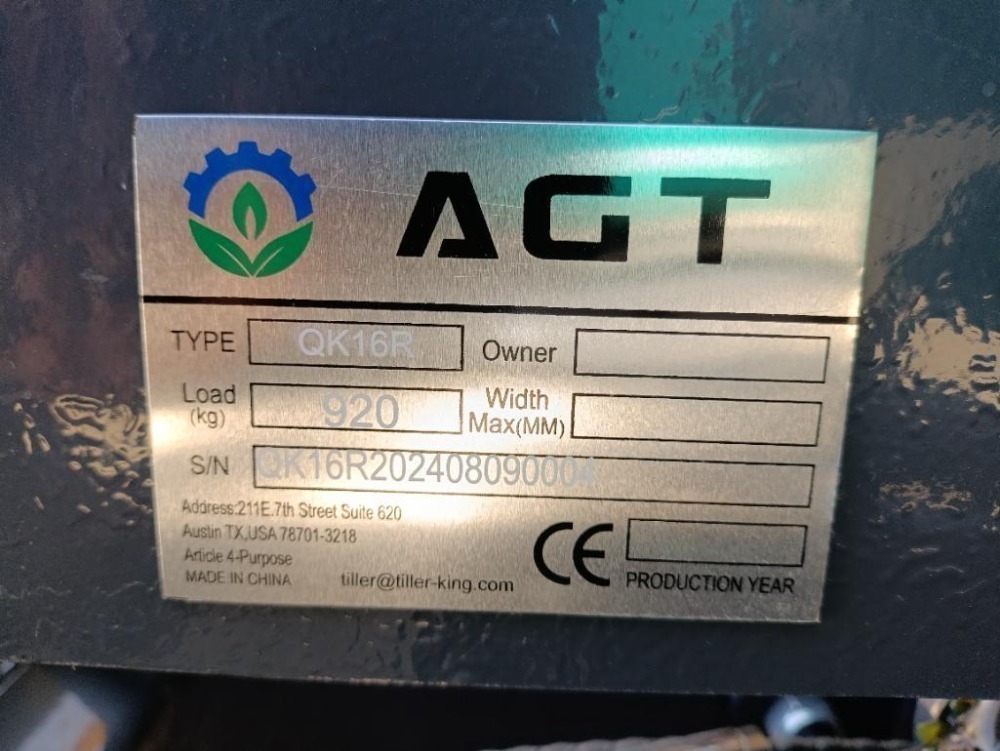 AGT
TYPE QK16R Owner
Load (kg) 920 Width Max(MM)
S/N QK16R202408090004
Address:211E.7th Street Suite 620
Austin TX,USA 78701-3218
Article 4-Purpose
MADE IN CHINA tiller@tiller-king.com
CE PRODUCTION YEAR